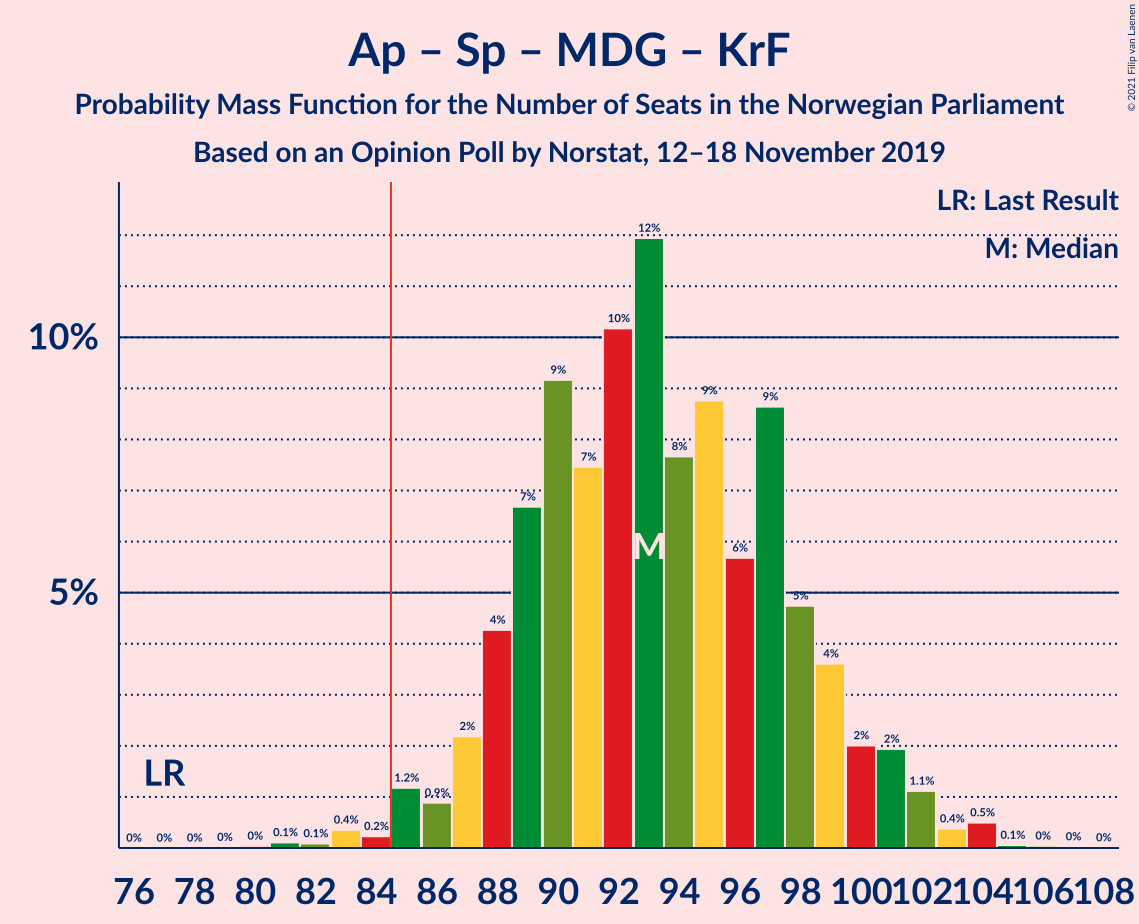 Ap – Sp – MDG – KrF
Probability Mass Function for the Number of Seats in the Norwegian Parliament
Based on an Opinion Poll by Norstat, 12–18 November 2019
© 2021 Filip van Laenen
LR: Last Result
M: Median
10%
5%
LR
M
0% 0% 0% 0% 0% 0.1% 0.1% 0.4% 0.2% 1.2% 0.9% 2% 4% 7% 9% 7% 10% 12% 8% 9% 6% 9% 5% 4% 2% 2% 1.1% 0.4% 0.5% 0.1% 0% 0% 0%
76 78 80 82 84 86 88 90 92 94 96 98 100 102 104 106 108